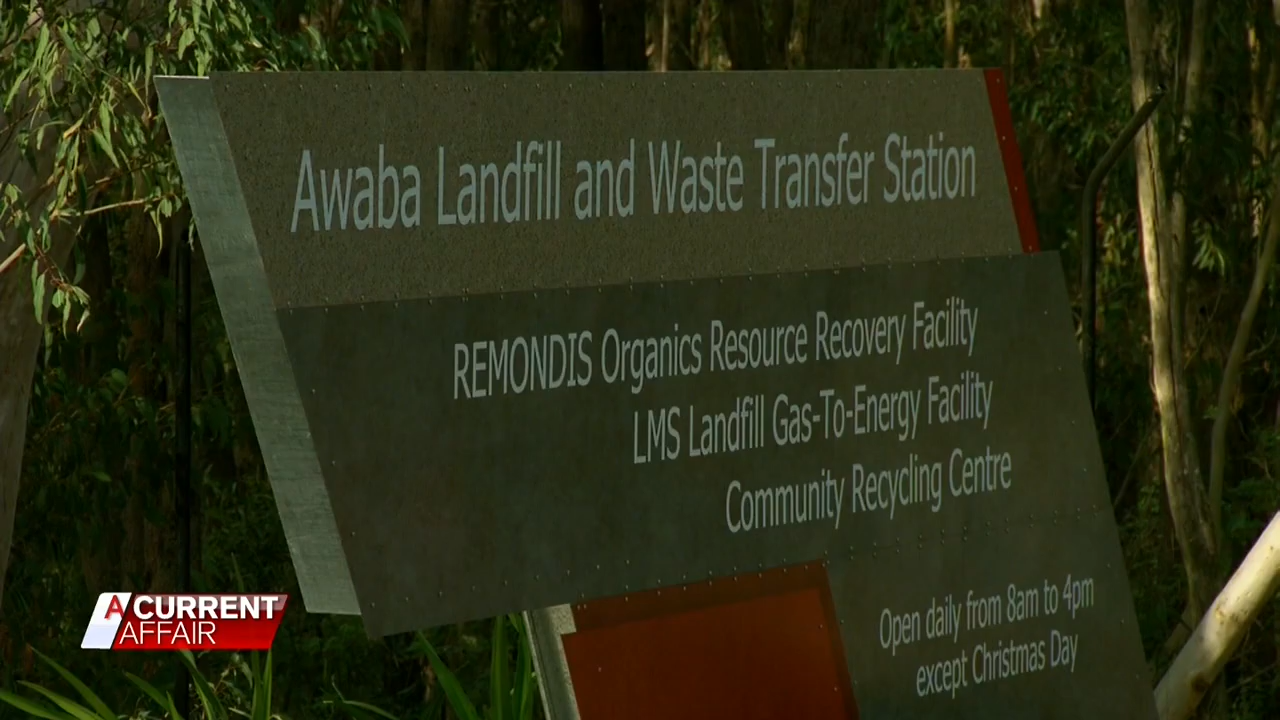 Awaba Landfill and Waste Transfer Station
REMONDIS Organics Resource Recovery Facility
LMS Landfill Gas-To-Energy Facility
Community Recycling Centre
Open daily from 8am to 4pm
except Christmas Day
A CURRENT
AFFAIR